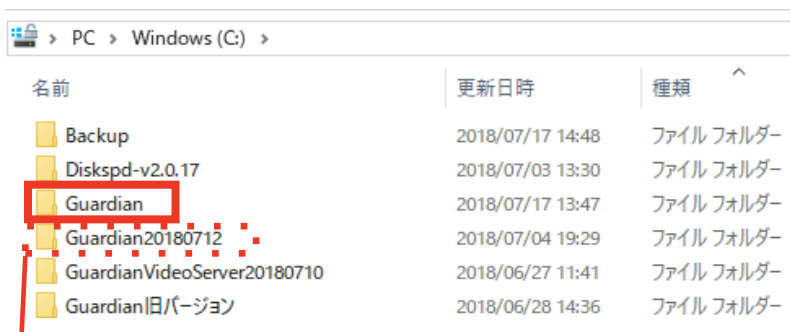 PC > Windows (C:) >
名前 更新日時 種類
Backup 2018/07/17 14:48 ファイル フォルダー
Diskspd-v2.0.17 2018/07/03 13:30 ファイル フォルダー
Guardian 2018/07/17 13:47 ファイル フォルダー
Guardian20180712 2018/07/04 19:29 ファイル フォルダー
GuardianVideoServer20180710 2018/06/27 11:41 ファイル フォルダー
Guardian旧バージョン 2018/06/28 14:36 ファイル フォルダー